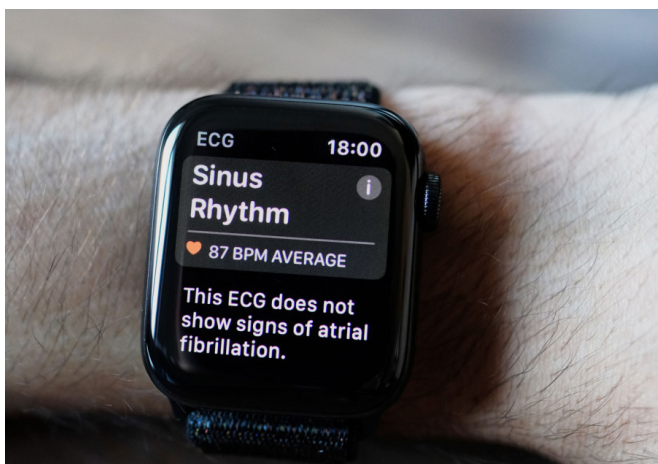 ECG
18:00
Sinus
Rhythm
i
87 BPM AVERAGE
This ECG does not
show signs of atrial
fibrillation.